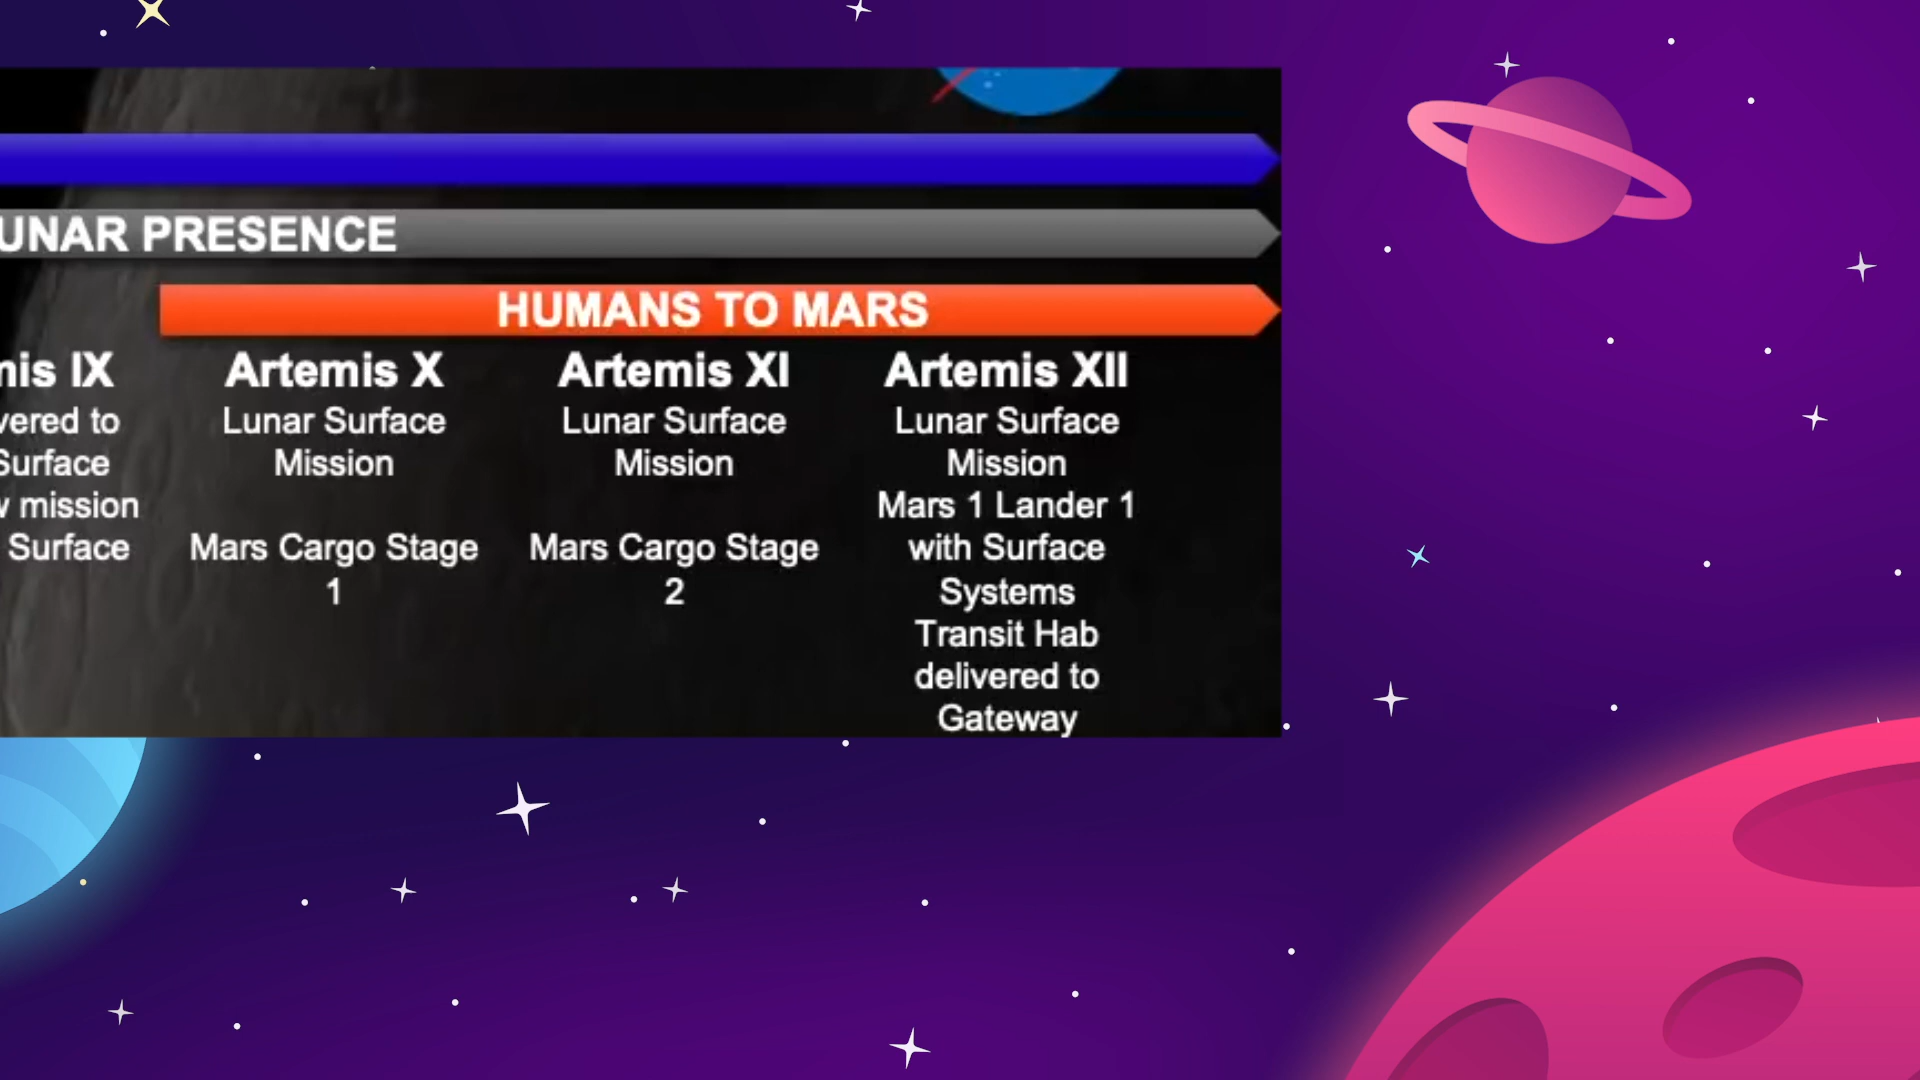 UNAR PRESENCE
HUMANS TO MARS
mis IX
vered to
Surface
w mission
Surface
Artemis X
Lunar Surface
Mission
Mars Cargo Stage
1
Artemis XI
Lunar Surface
Mission
Mars Cargo Stage
2
Artemis XII
Lunar Surface
Mission
Mars 1 Lander 1
with Surface
Systems
Transit Hab
delivered to
Gateway